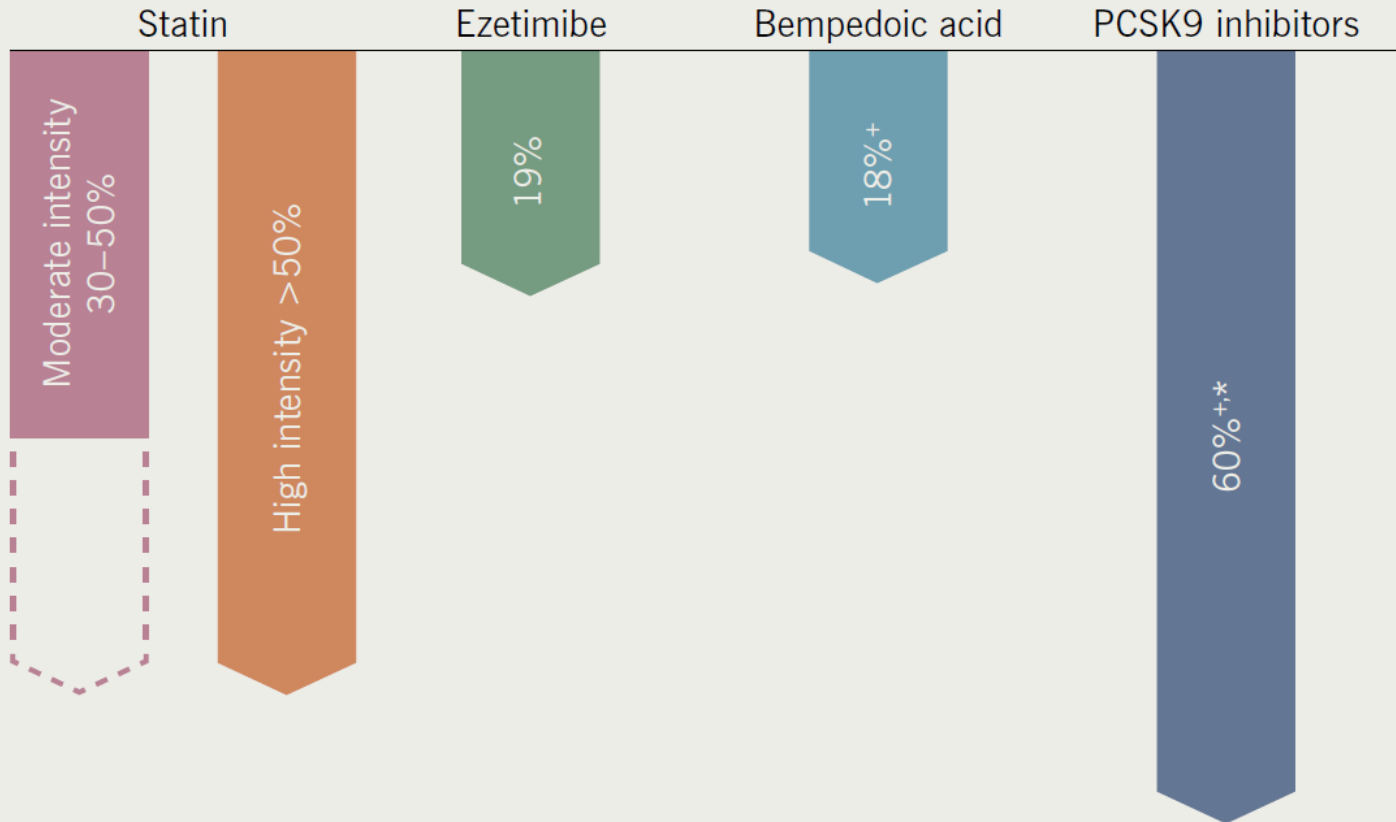 Statin
Ezetimibe
Bempedoic acid
PCSK9 inhibitors
Moderate intensity
30–50%
High intensity >50%
19%
18%⁺
60%⁺,*